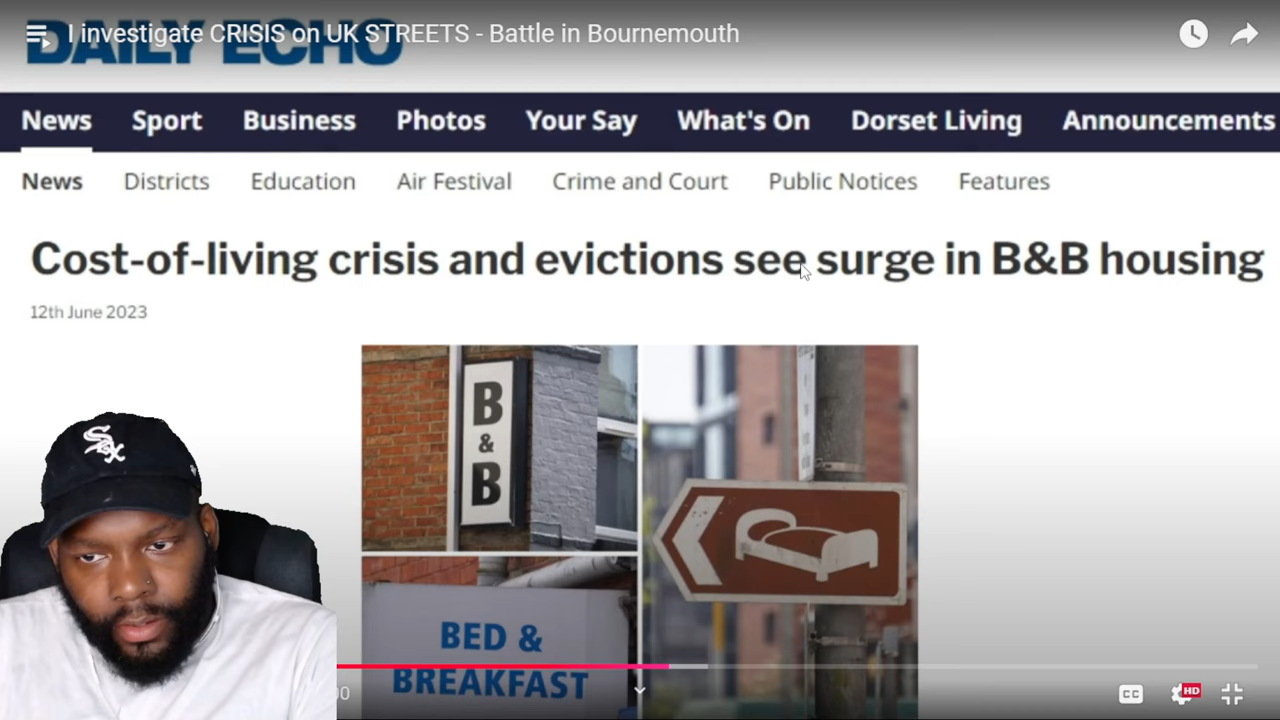 I investigate CRISIS on UK STREETS - Battle in Bournemouth
DAILY ECHO
News Sport Business Photos Your Say What's On Dorset Living Announcements
News Districts Education Air Festival Crime and Court Public Notices Features
Cost-of-living crisis and evictions see surge in B&B housing
12th June 2023
B
&
B
Sox
BED &
BREAKFAST
00
CC
HD